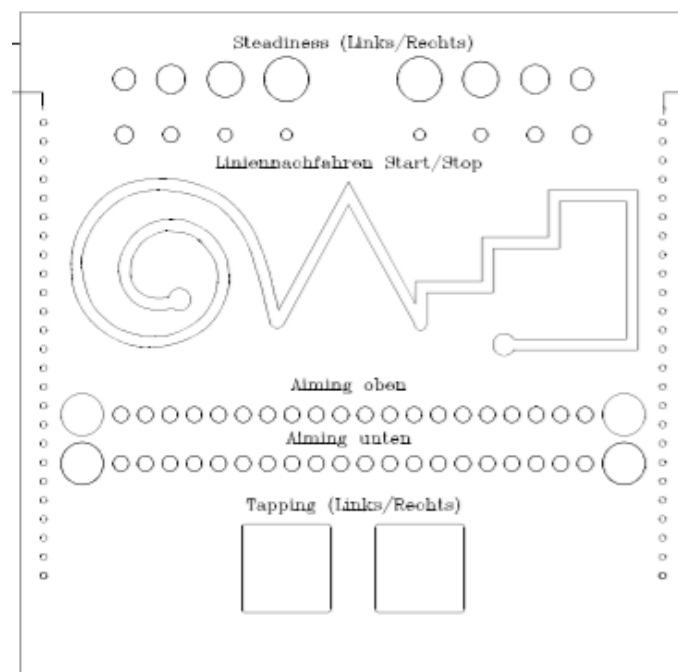 Steadiness (Links/Rechts)
Liniennachfahren Start/Stop
Aiming oben
Aiming unten
Tapping (Links/Rechts)